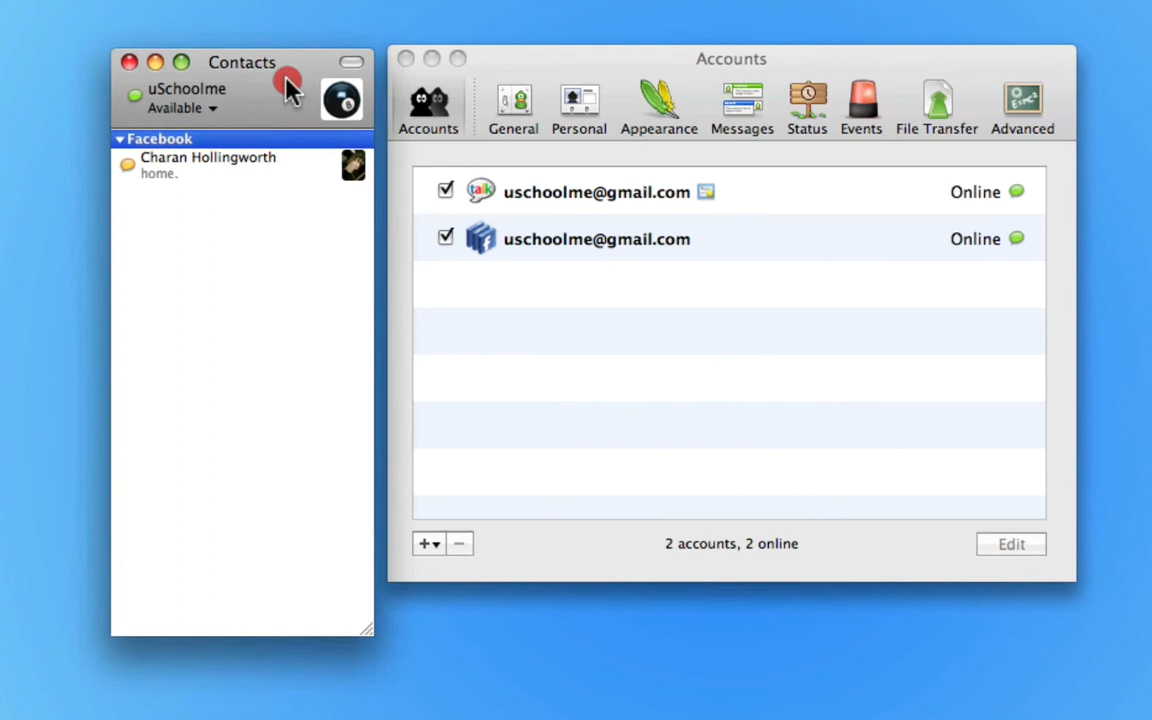 Contacts
uSchoolme
Available
Facebook
Charan Hollingworth
home.
Accounts
Accounts
General
Personal
Appearance
Messages
Status
Events
File Transfer
Advanced
talk uschoolme@gmail.com Online
f uschoolme@gmail.com Online
2 accounts, 2 online
Edit